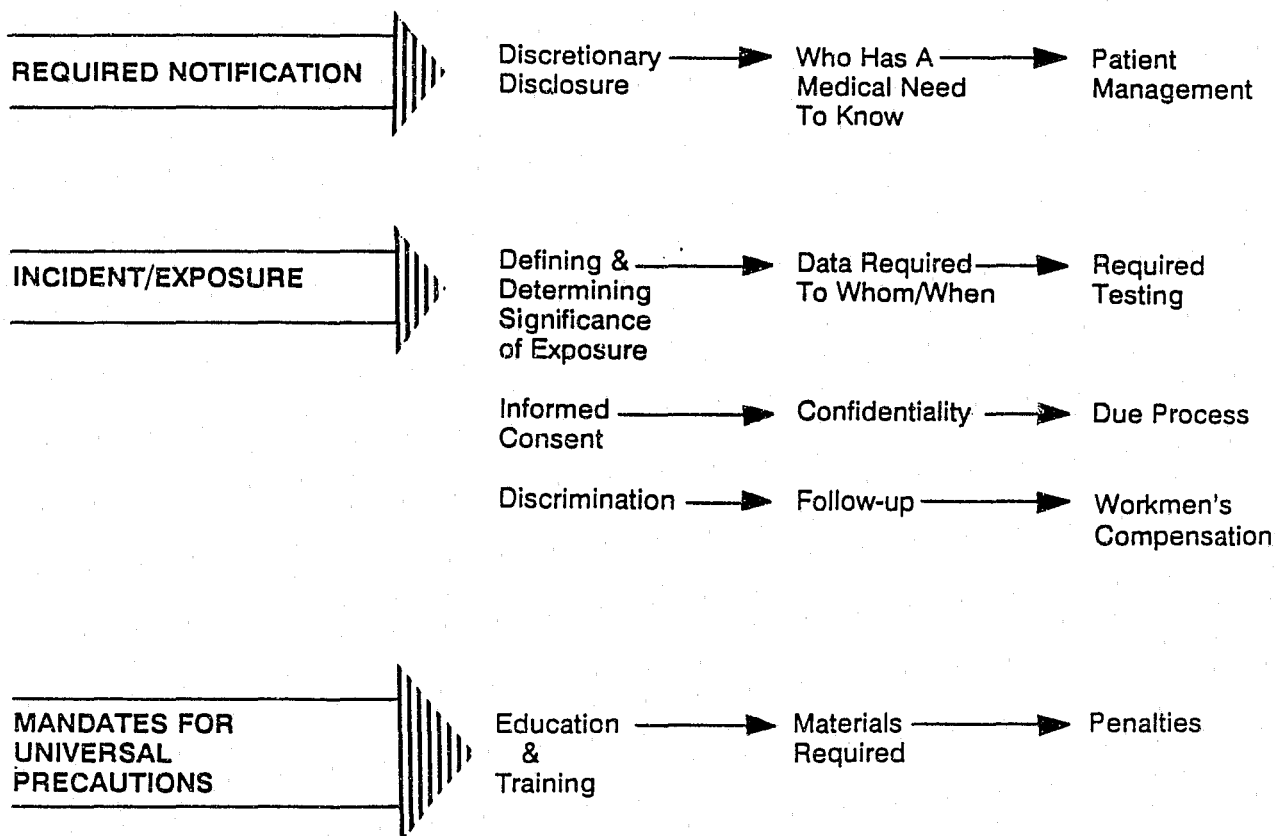 REQUIRED NOTIFICATION
Discretionary
Disclosure
Who Has A
Medical Need
To Know
Patient
Management
INCIDENT/EXPOSURE
Defining &
Determining
Significance
of Exposure
Data Required
To Whom/When
Required
Testing
Informed
Consent
Confidentiality
Due Process
Discrimination
Follow-up
Workmen's
Compensation
MANDATES FOR
UNIVERSAL
PRECAUTIONS
Education
&
Training
Materials
Required
Penalties